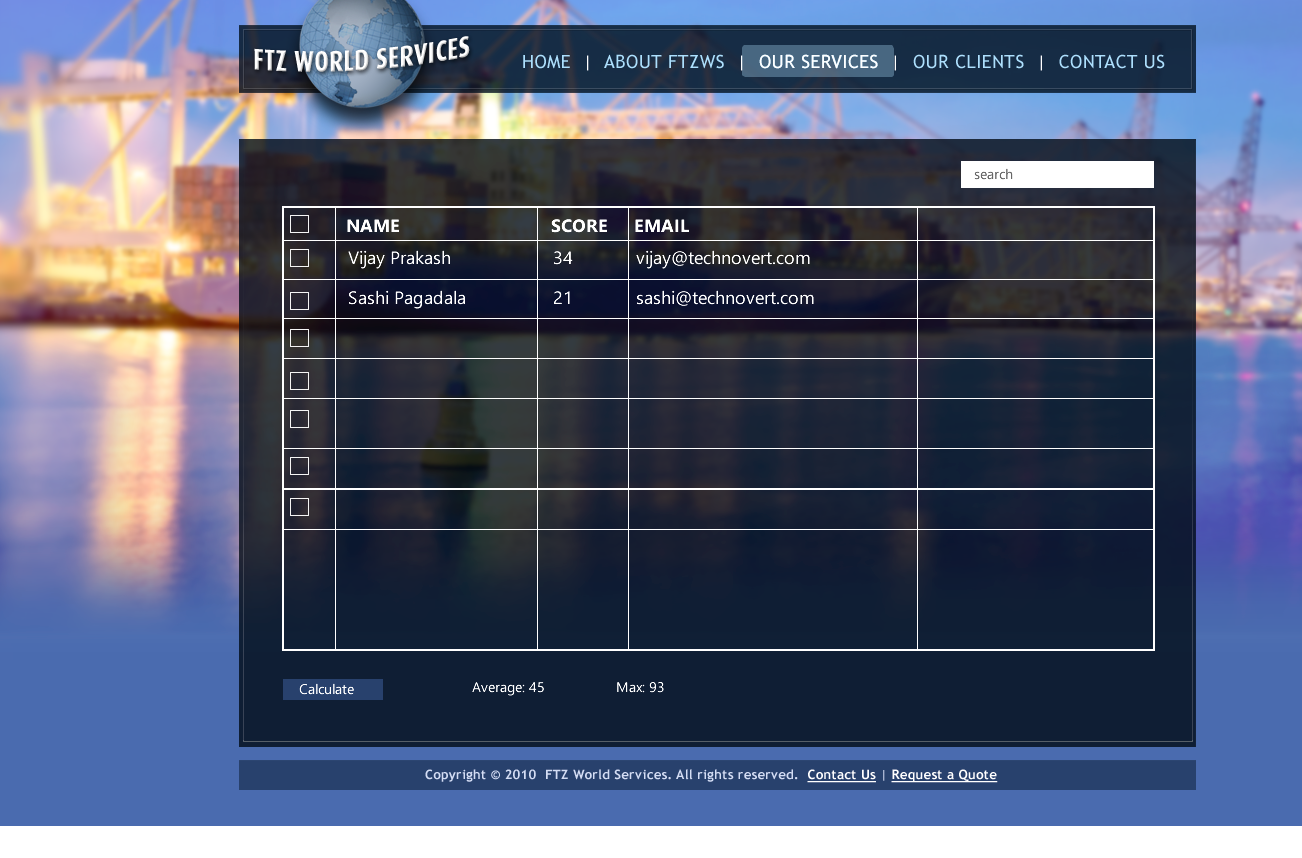 FTZ WORLD SERVICES
HOME | ABOUT FTZWS | OUR SERVICES | OUR CLIENTS | CONTACT US
search
NAME SCORE EMAIL
Vijay Prakash 34 vijay@technovert.com
Sashi Pagadala 21 sashi@technovert.com
Calculate Average: 45 Max: 93
Copyright © 2010 FTZ World Services. All rights reserved. Contact Us | Request a Quote